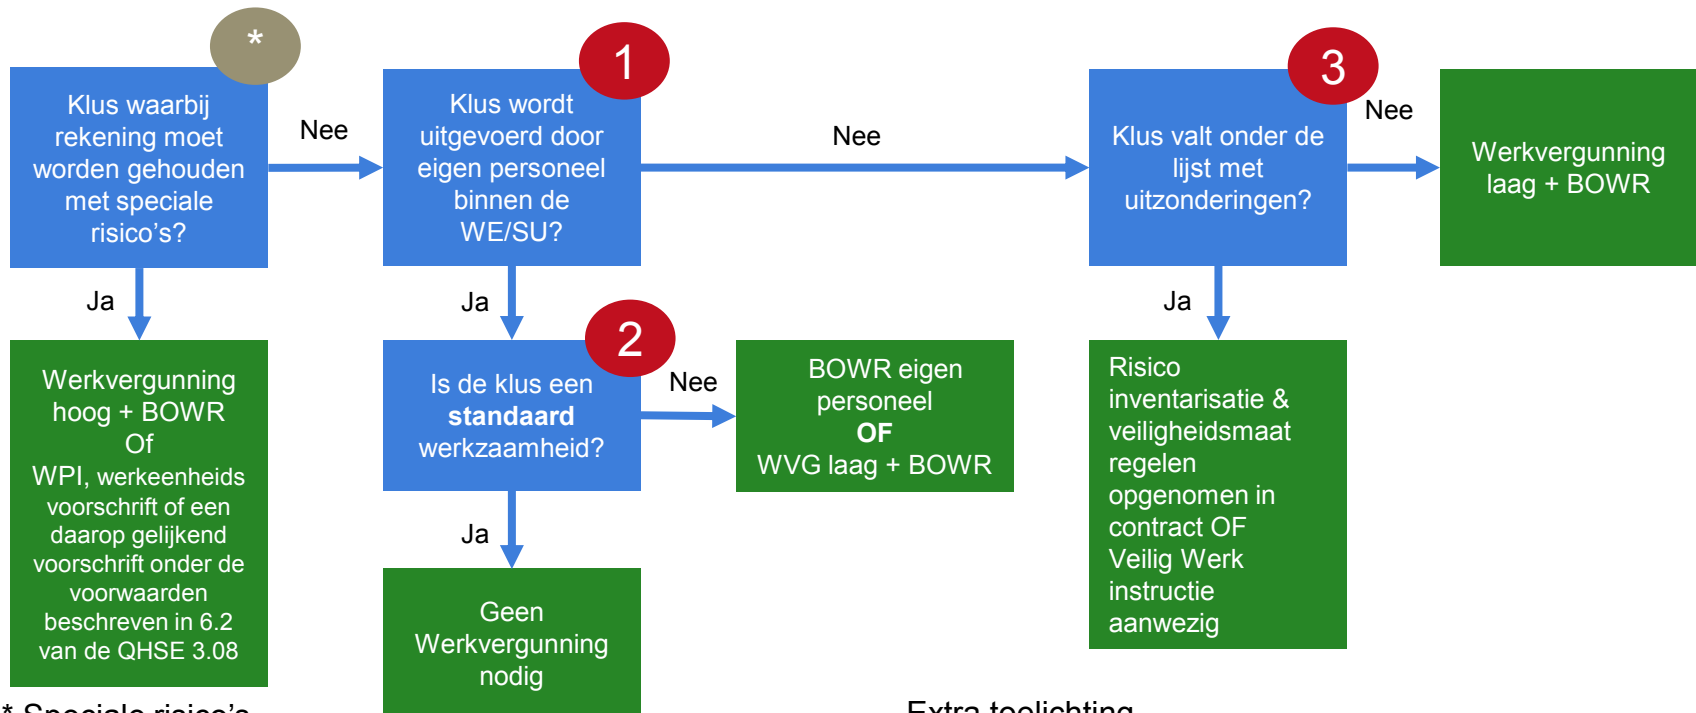 *
Klus waarbij
rekening moet
worden gehouden
met speciale
risico's?
Nee
1
Klus wordt
uitgevoerd door
eigen personeel
binnen de
WE/SU?
Nee
3
Klus valt onder de
lijst met
uitzonderingen?
Nee
Werkvergunning
laag + BOWR
Ja
Ja
Ja
Werkvergunning
hoog + BOWR
Of
WPI, werkeenheids
voorschrift of een
daarop gelijkend
voorschrift onder de
voorwaarden
beschreven in 6.2
van de QHSE 3.08
2
Is de klus een
standaard
werkzaamheid?
Nee
BOWR eigen
personeel
OF
WVG laag + BOWR
Risico
inventarisatie &
veiligheidsmaat
regelen
opgenomen in
contract OF
Veilig Werk
instructie
aanwezig
Ja
Geen
Werkvergunning
nodig
* Speciale risico's
Extra toelichting